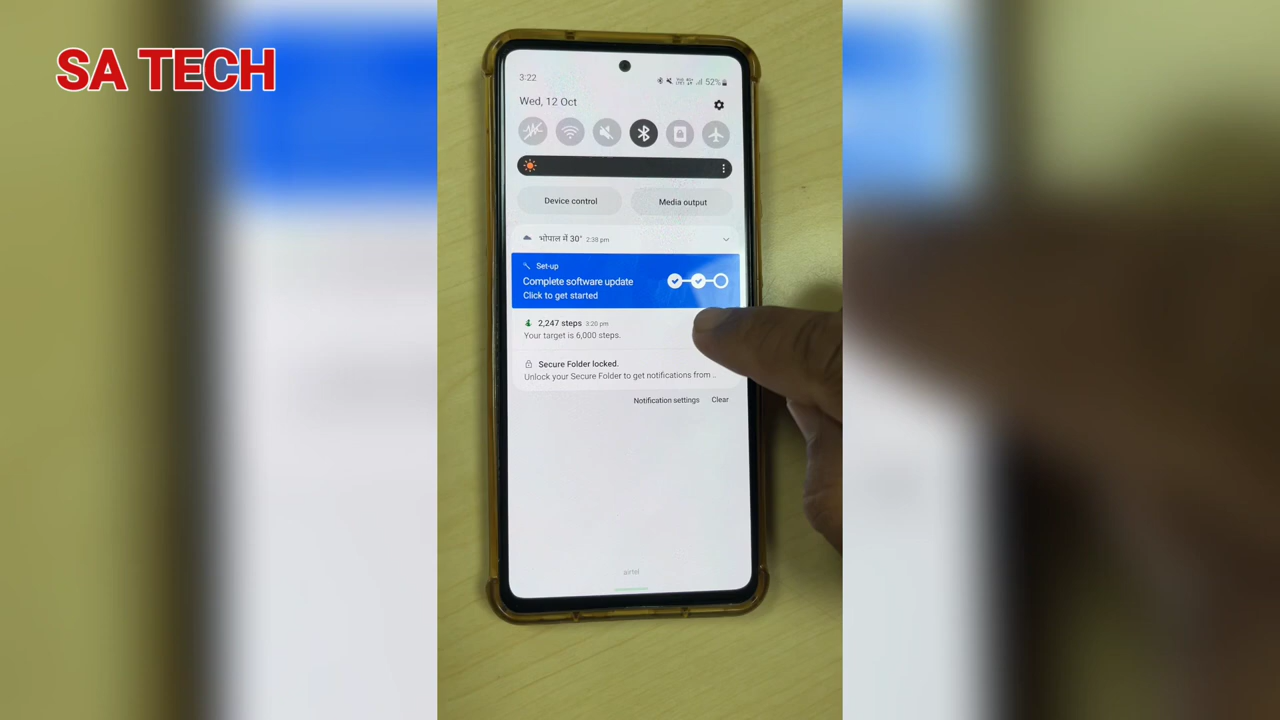 SA TECH
3:22
52%
Wed, 12 Oct
Device control
Media output
भोपाल में 30° 2:38 pm
Set-up
Complete software update
Click to get started
2,247 steps 3:20 pm
Your target is 6,000 steps.
Secure Folder locked.
Unlock your Secure Folder to get notifications from ..
Notification settings
Clear
airtel